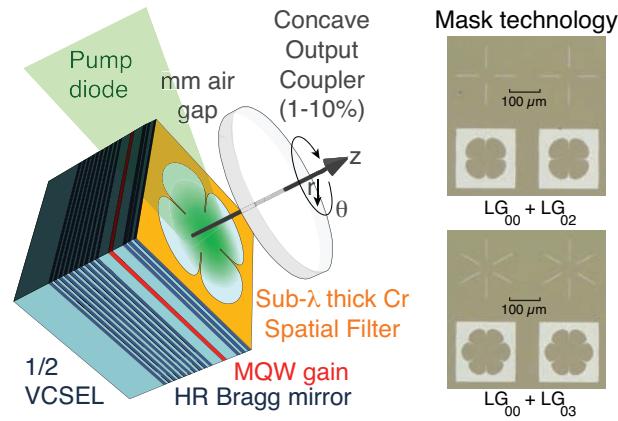 Pump
diode
mm air
gap
Concave
Output
Coupler
(1-10%)
z
r
θ
Sub-λ thick Cr
Spatial Filter
MQW gain
HR Bragg mirror
1/2
VCSEL
Mask technology
100 µm
LG00 + LG02
100 µm
LG00 + LG03